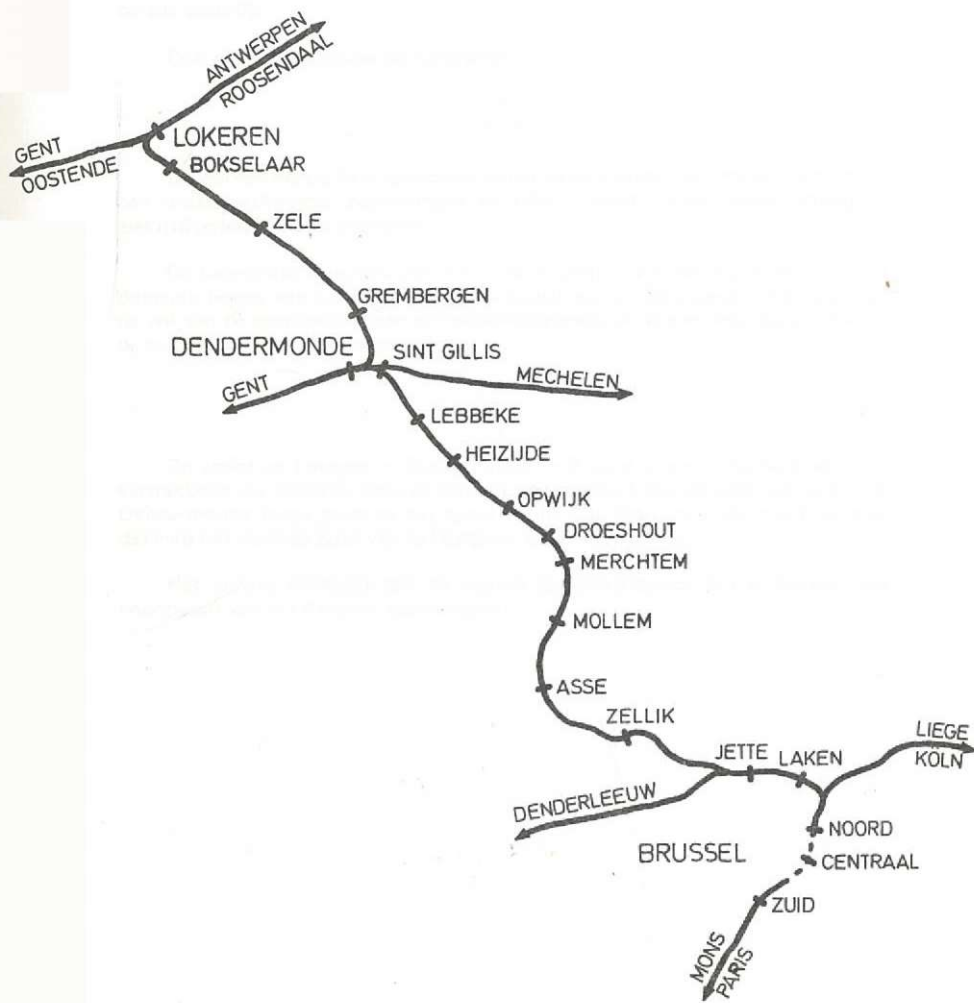 ANTWERPEN
ROOSENDAAL
GENT
OOSTENDE
LOKEREN
BOKSELAAR
ZELE
GREMBERGEN
DENDERMONDE
SINT GILLIS
GENT
MECHELEN
LEBBEKE
HEIZIJDE
OPWIJK
DROESHOUT
MERCHTEM
MOLLEM
ASSE
ZELLIK
JETTE
LAKEN
LIEGE
KÖLN
DENDERLEEUW
NOORD
BRUSSEL
CENTRAAL
ZUID
MONS
PARIS